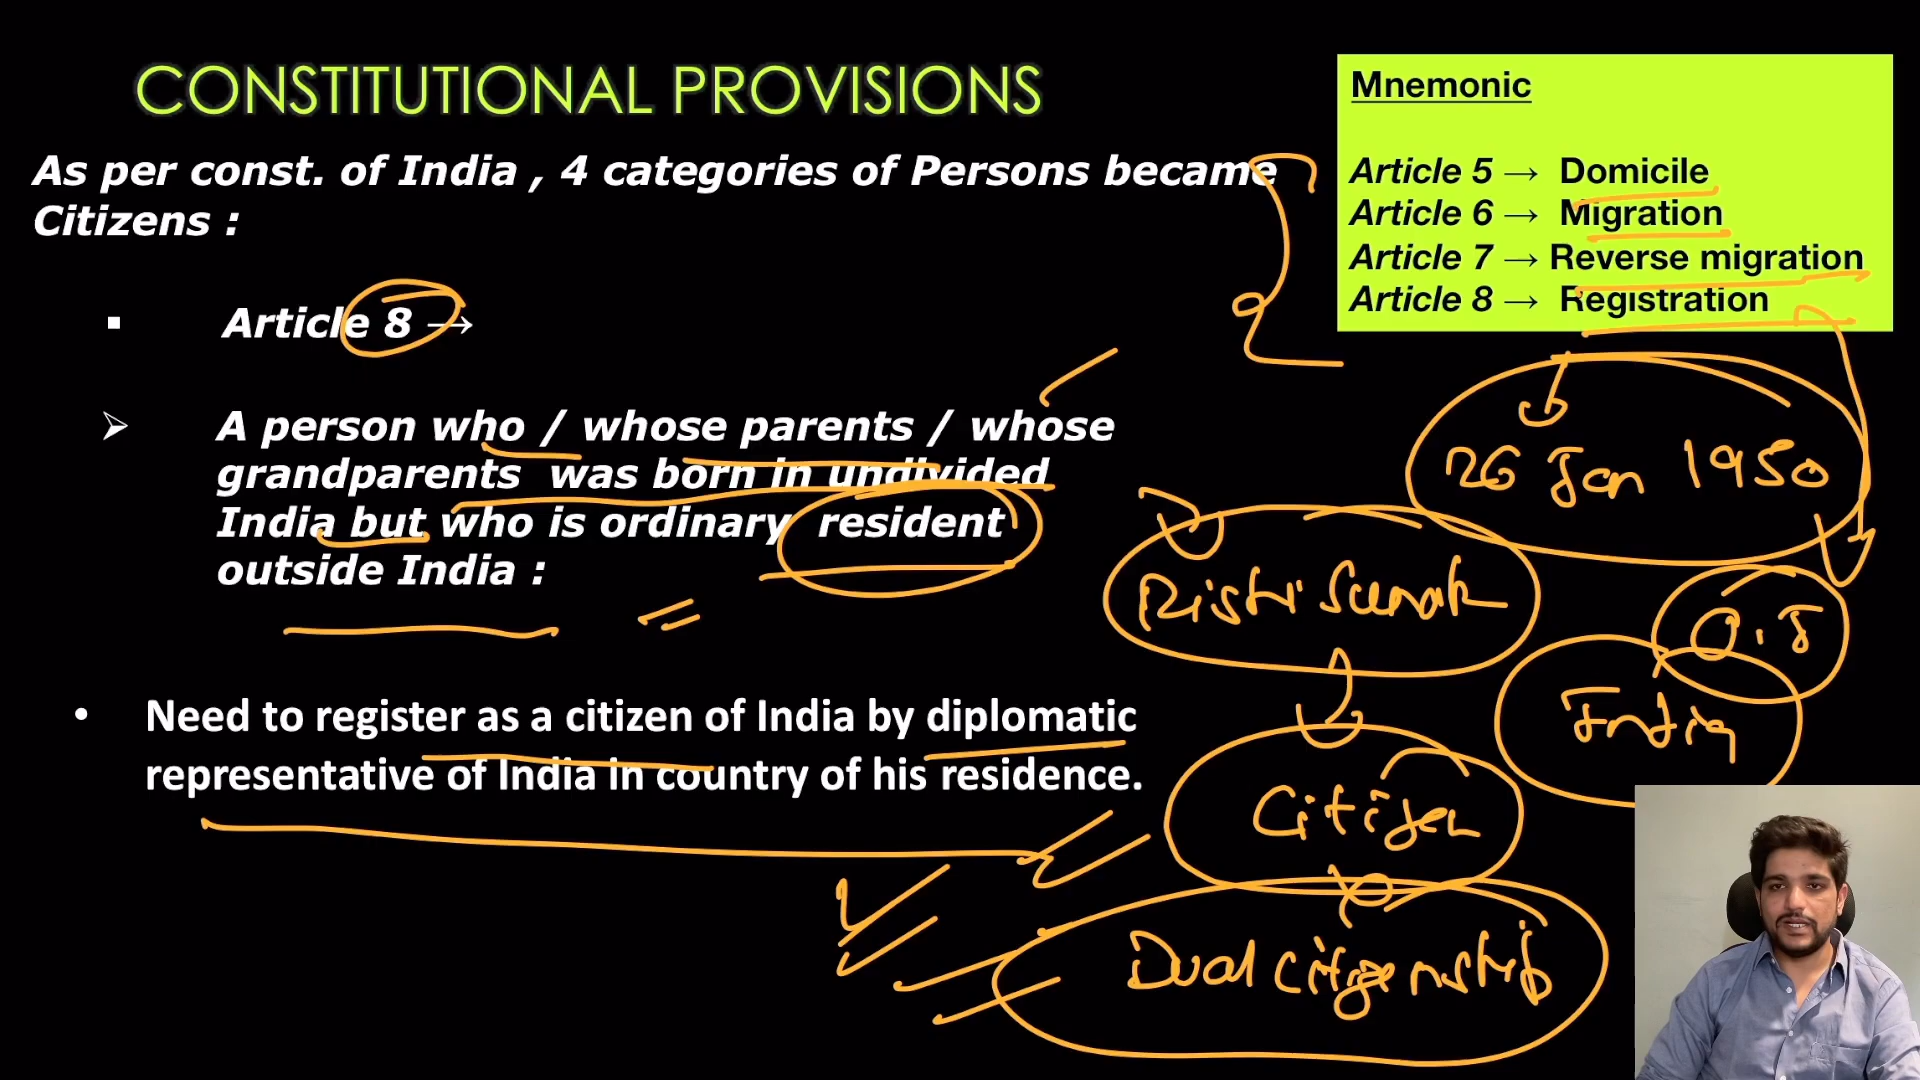 CONSTITUTIONAL PROVISIONS
As per const. of India , 4 categories of Persons became
Citizens :
▪ Article 8 →
➢ A person who / whose parents / whose
grandparents was born in undivided
India but who is ordinary resident
outside India :
• Need to register as a citizen of India by diplomatic
representative of India in country of his residence.
Mnemonic
Article 5 → Domicile
Article 6 → Migration
Article 7 → Reverse migration
Article 8 → Registration
26 Jan 1950
Rishi Sunak
India
Citizen
Dual citizenship